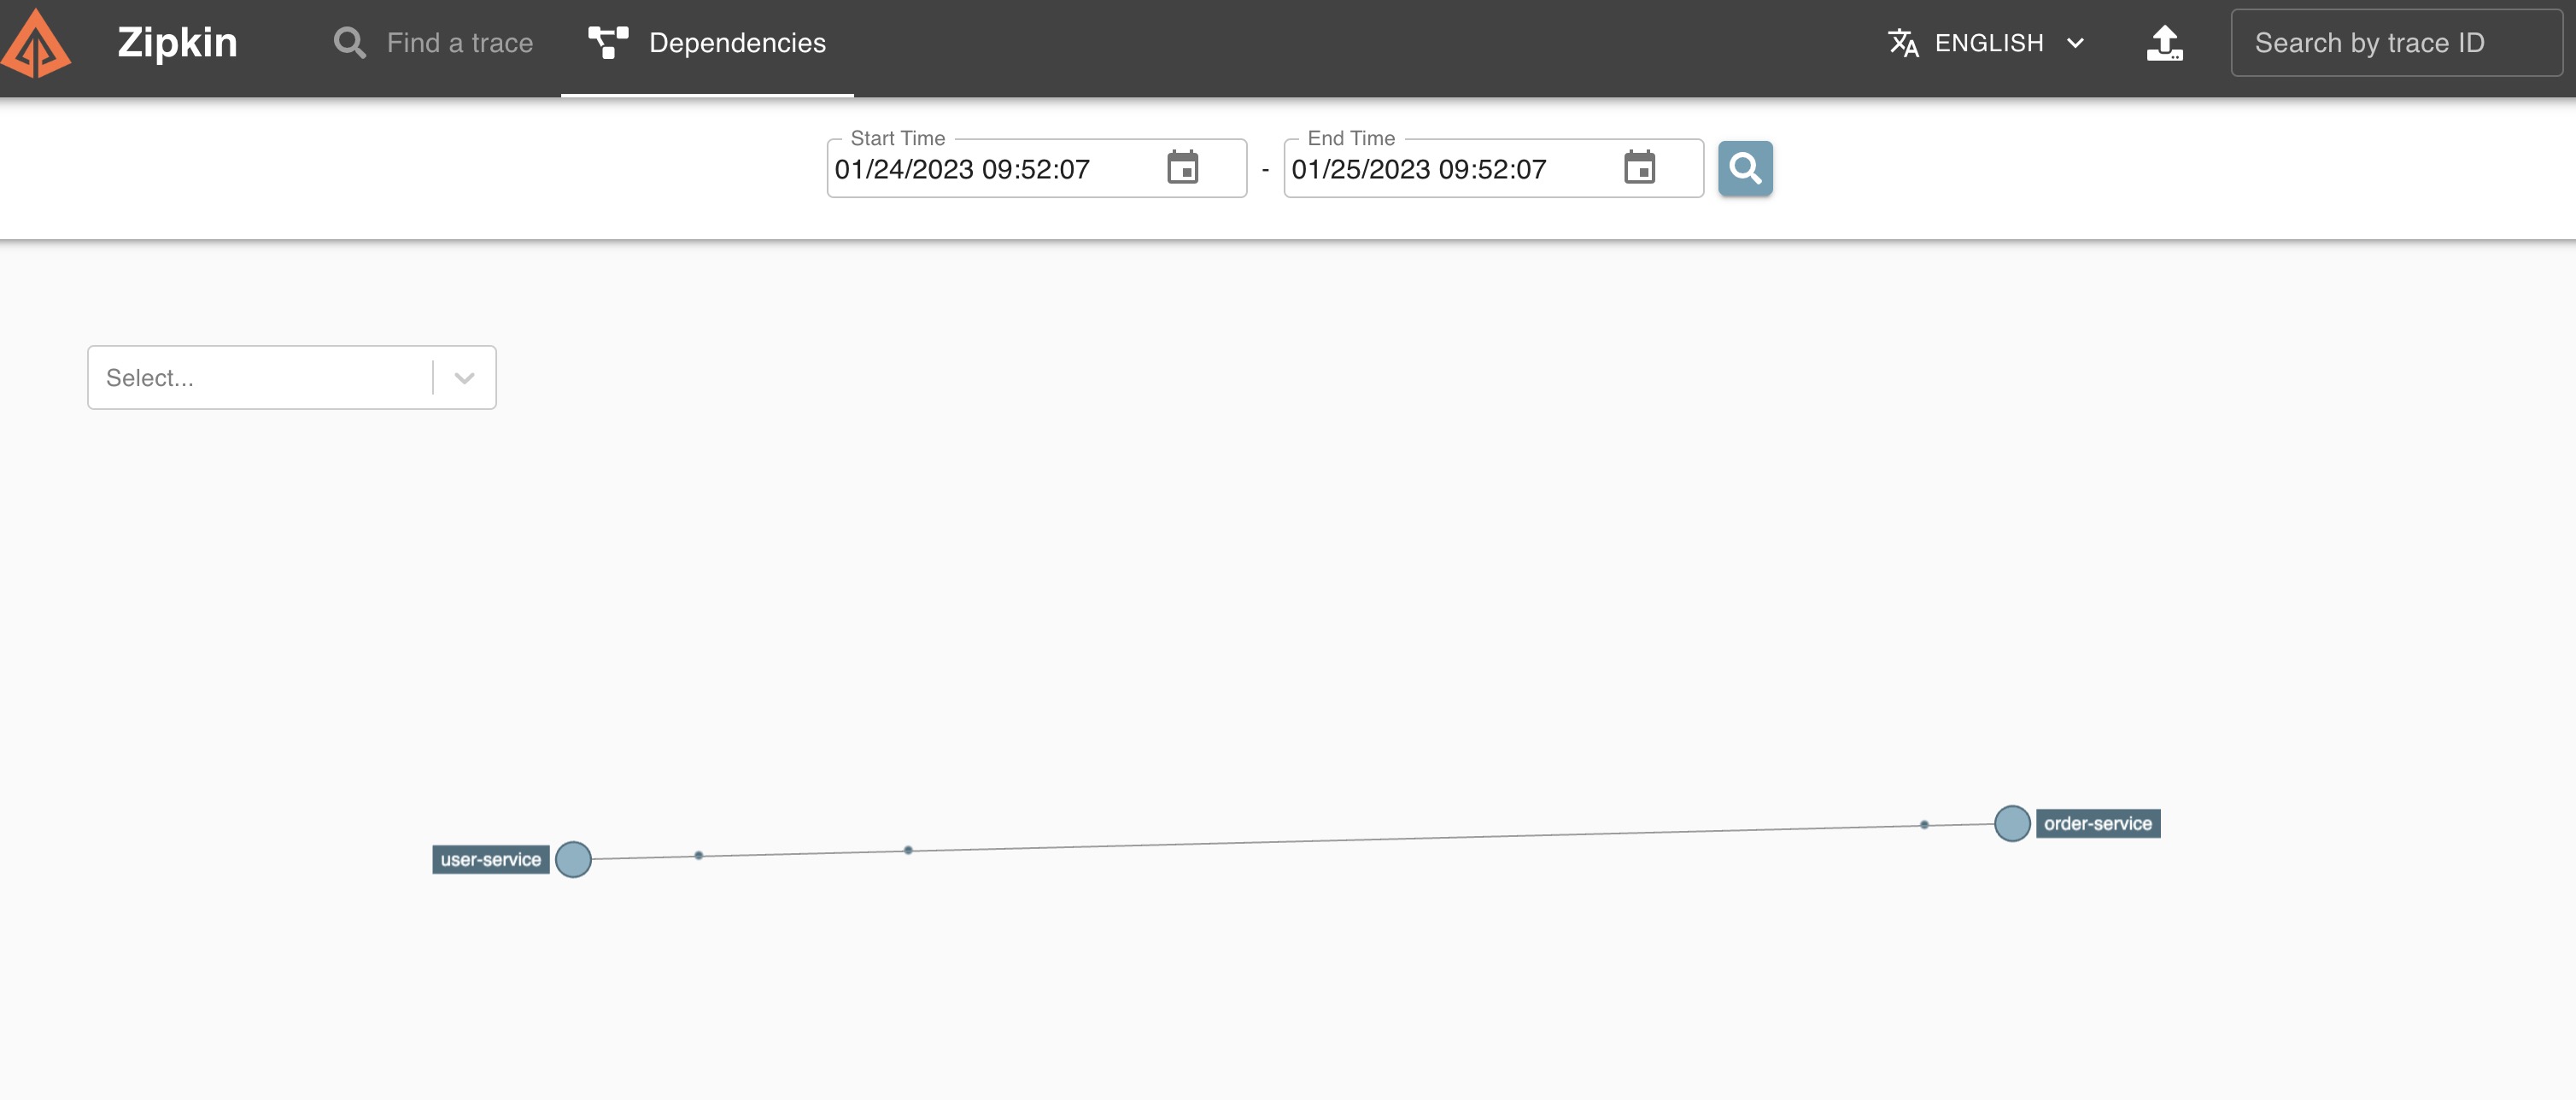 Zipkin
Find a trace
Dependencies
ENGLISH
Search by trace ID
Start Time
01/24/2023 09:52:07
-
End Time
01/25/2023 09:52:07
Select...
user-service
order-service